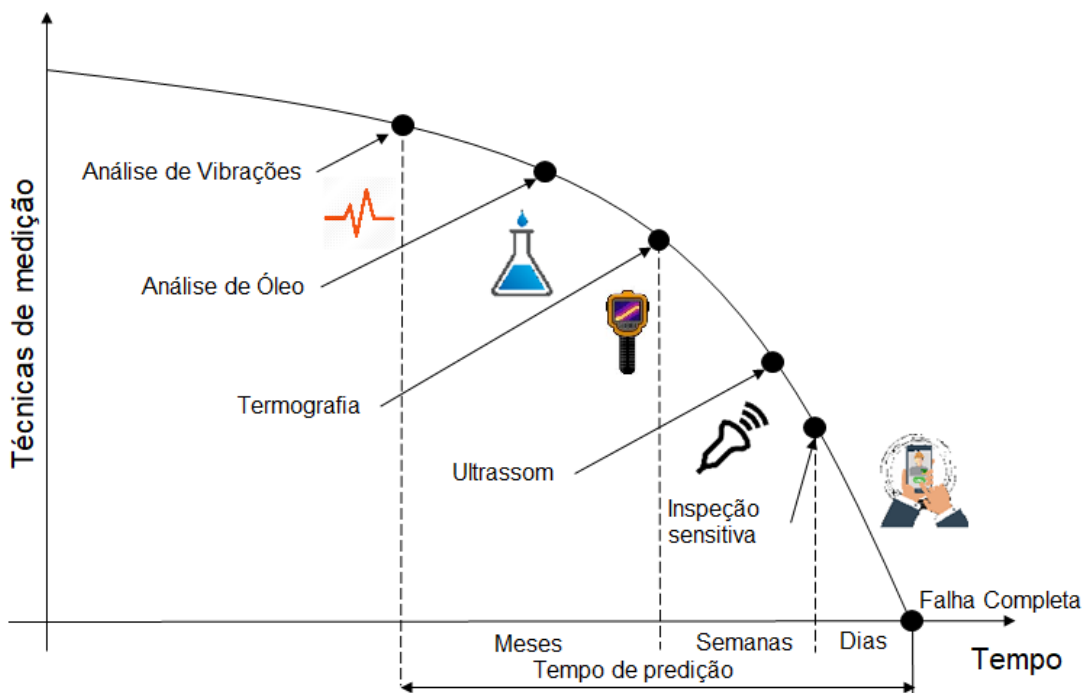 Técnicas de medição
Análise de Vibrações
Análise de Óleo
Termografia
Ultrassom
Inspeção
sensitiva
Falha Completa
Meses
Semanas
Dias
Tempo
Tempo de predição